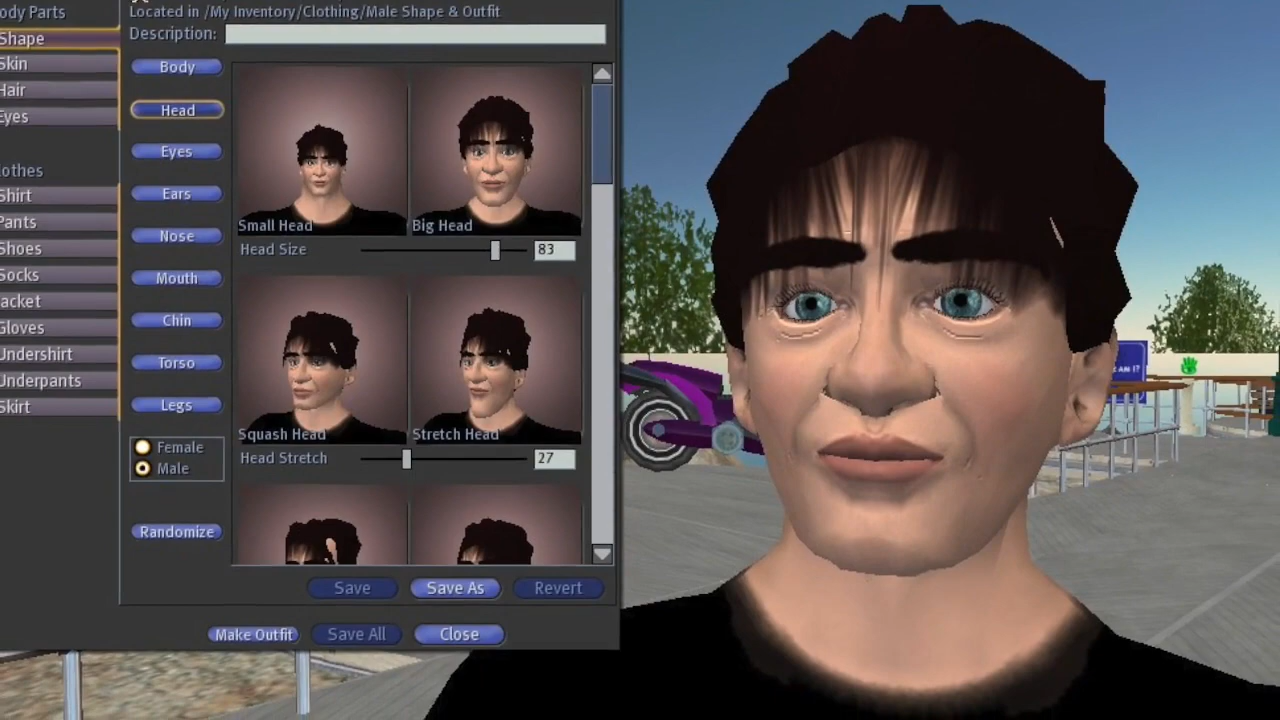 ody Parts
Shape
Skin
Hair
Eyes
lothes
Shirt
Pants
Shoes
Socks
acket
Gloves
Undershirt
Underpants
Skirt
Located in /My Inventory/Clothing/Male Shape & Outfit
Description:
Body
Head
Eyes
Ears
Nose
Mouth
Chin
Torso
Legs
Female
Male
Randomize
Small Head
Big Head
Head Size 83
Squash Head
Stretch Head
Head Stretch 27
Save
Save As
Revert
Make Outfit
Save All
Close
AM I?